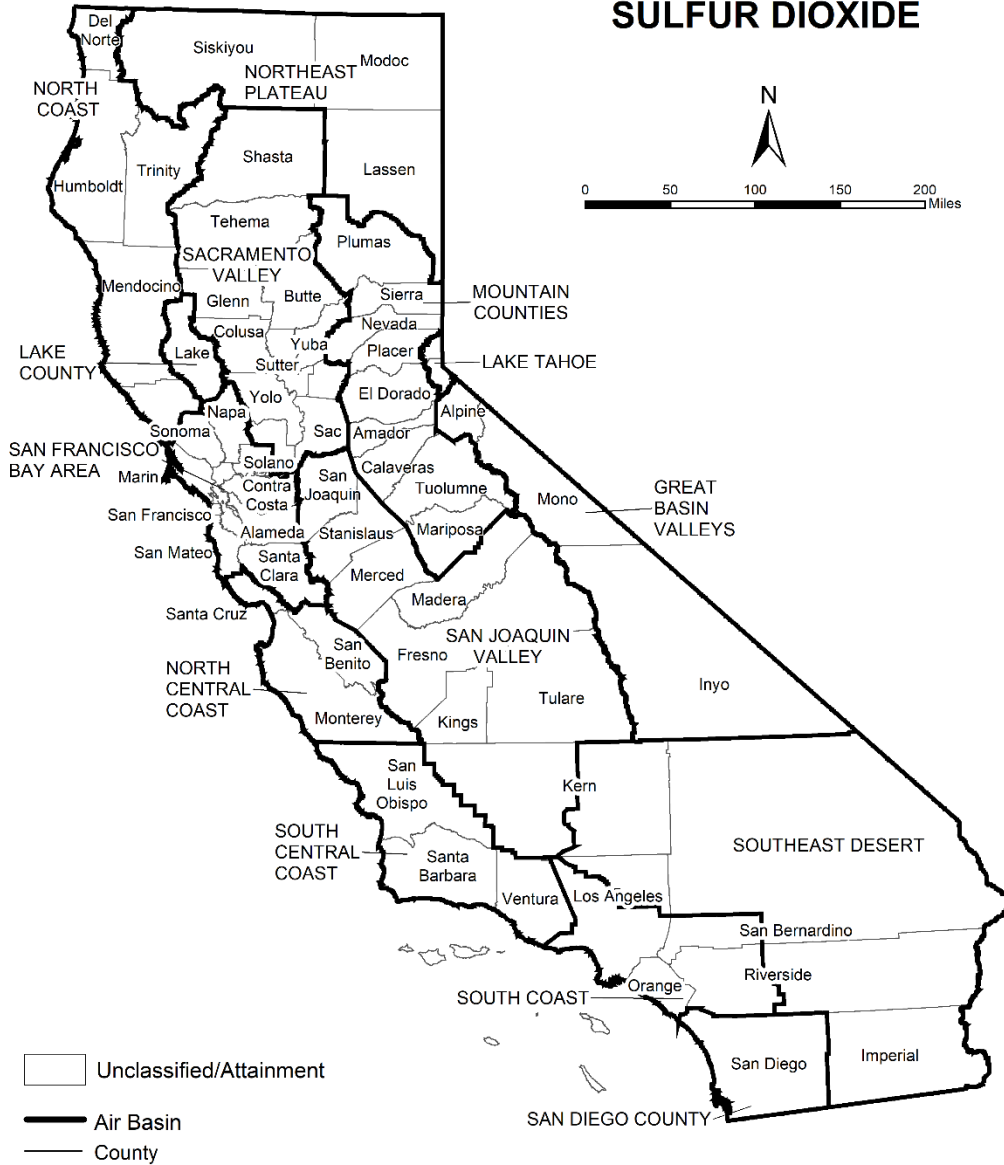 SULFUR DIOXIDE
Del
Norte
Siskiyou
Modoc
NORTHEAST
PLATEAU
NORTH
COAST
N
Shasta
Trinity
Lassen
Humboldt
0 50 100 150 200
Miles
Tehema
Plumas
SACRAMENTO
VALLEY
Mendocino
Glenn
Butte
Sierra
MOUNTAIN
COUNTIES
Colusa
Nevada
Yuba
Placer
LAKE
COUNTY
Lake
Sutter
LAKE TAHOE
Yolo
El Dorado
Napa
Alpine
Sonoma
Sac
Amador
SAN FRANCISCO
BAY AREA
Solano
Calaveras
Marin
Contra
Costa
San
Joaquin
Tuolumne
Mono
GREAT
BASIN
VALLEYS
San Francisco
Alameda
Stanislaus
Mariposa
San Mateo
Santa
Clara
Merced
Madera
Santa Cruz
San
Benito
Fresno
SAN JOAQUIN
VALLEY
NORTH
CENTRAL
COAST
Inyo
Tulare
Monterey
Kings
San
Luis
Obispo
Kern
SOUTH
CENTRAL
COAST
SOUTHEAST DESERT
Santa
Barbara
Ventura
Los Angeles
San Bernardino
Riverside
Orange
SOUTH COAST
San Diego
Imperial
Unclassified/Attainment
SAN DIEGO COUNTY
Air Basin
County